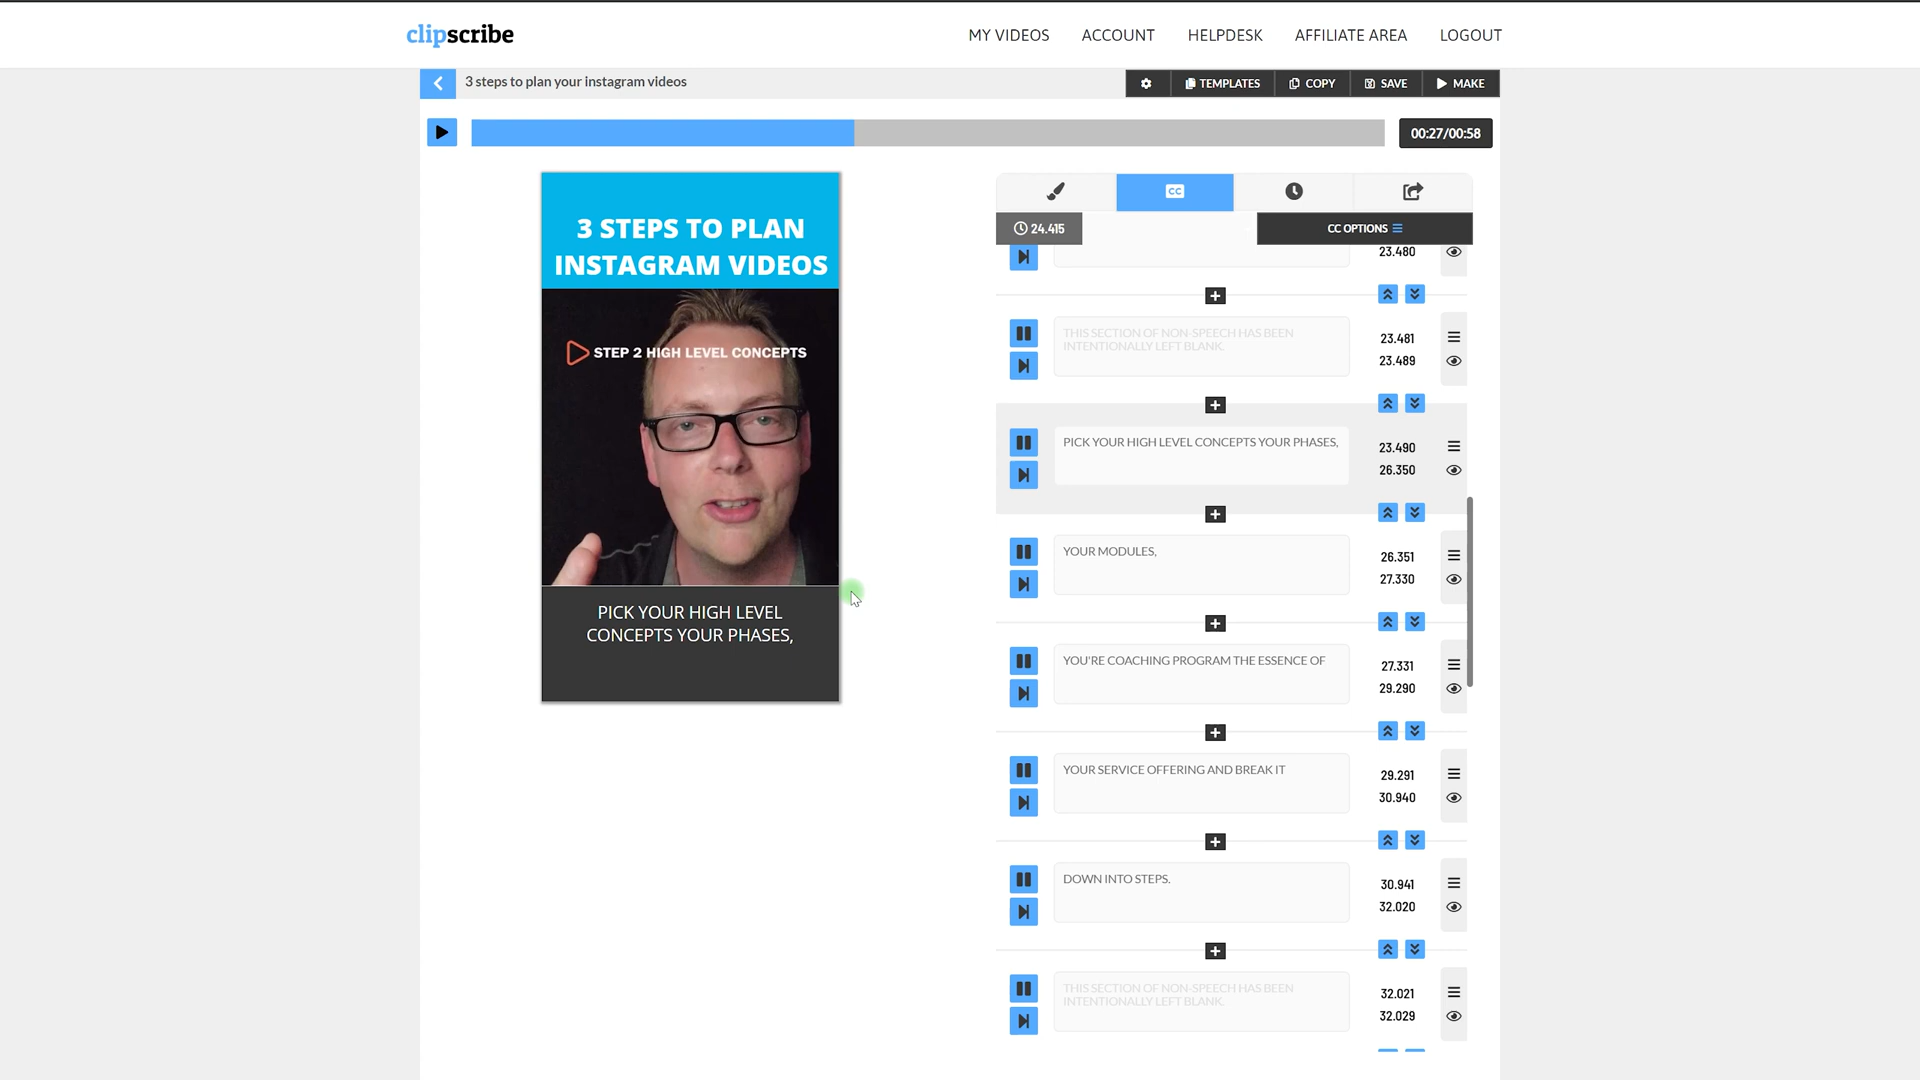 clipscribe
MY VIDEOS ACCOUNT HELPDESK AFFILIATE AREA LOGOUT
3 steps to plan your instagram videos
TEMPLATES COPY SAVE MAKE
00:27/00:58
3 STEPS TO PLAN
INSTAGRAM VIDEOS
STEP 2 HIGH LEVEL CONCEPTS
PICK YOUR HIGH LEVEL
CONCEPTS YOUR PHASES,
CC
24.415
CC OPTIONS
23.480
THIS SECTION OF NON-SPEECH HAS BEEN
INTENTIONALLY LEFT BLANK.
23.481
23.489
PICK YOUR HIGH LEVEL CONCEPTS YOUR PHASES,
23.490
26.350
YOUR MODULES,
26.351
27.330
YOU'RE COACHING PROGRAM THE ESSENCE OF
27.331
29.290
YOUR SERVICE OFFERING AND BREAK IT
29.291
30.940
DOWN INTO STEPS.
30.941
32.020
THIS SECTION OF NON-SPEECH HAS BEEN
INTENTIONALLY LEFT BLANK.
32.021
32.029